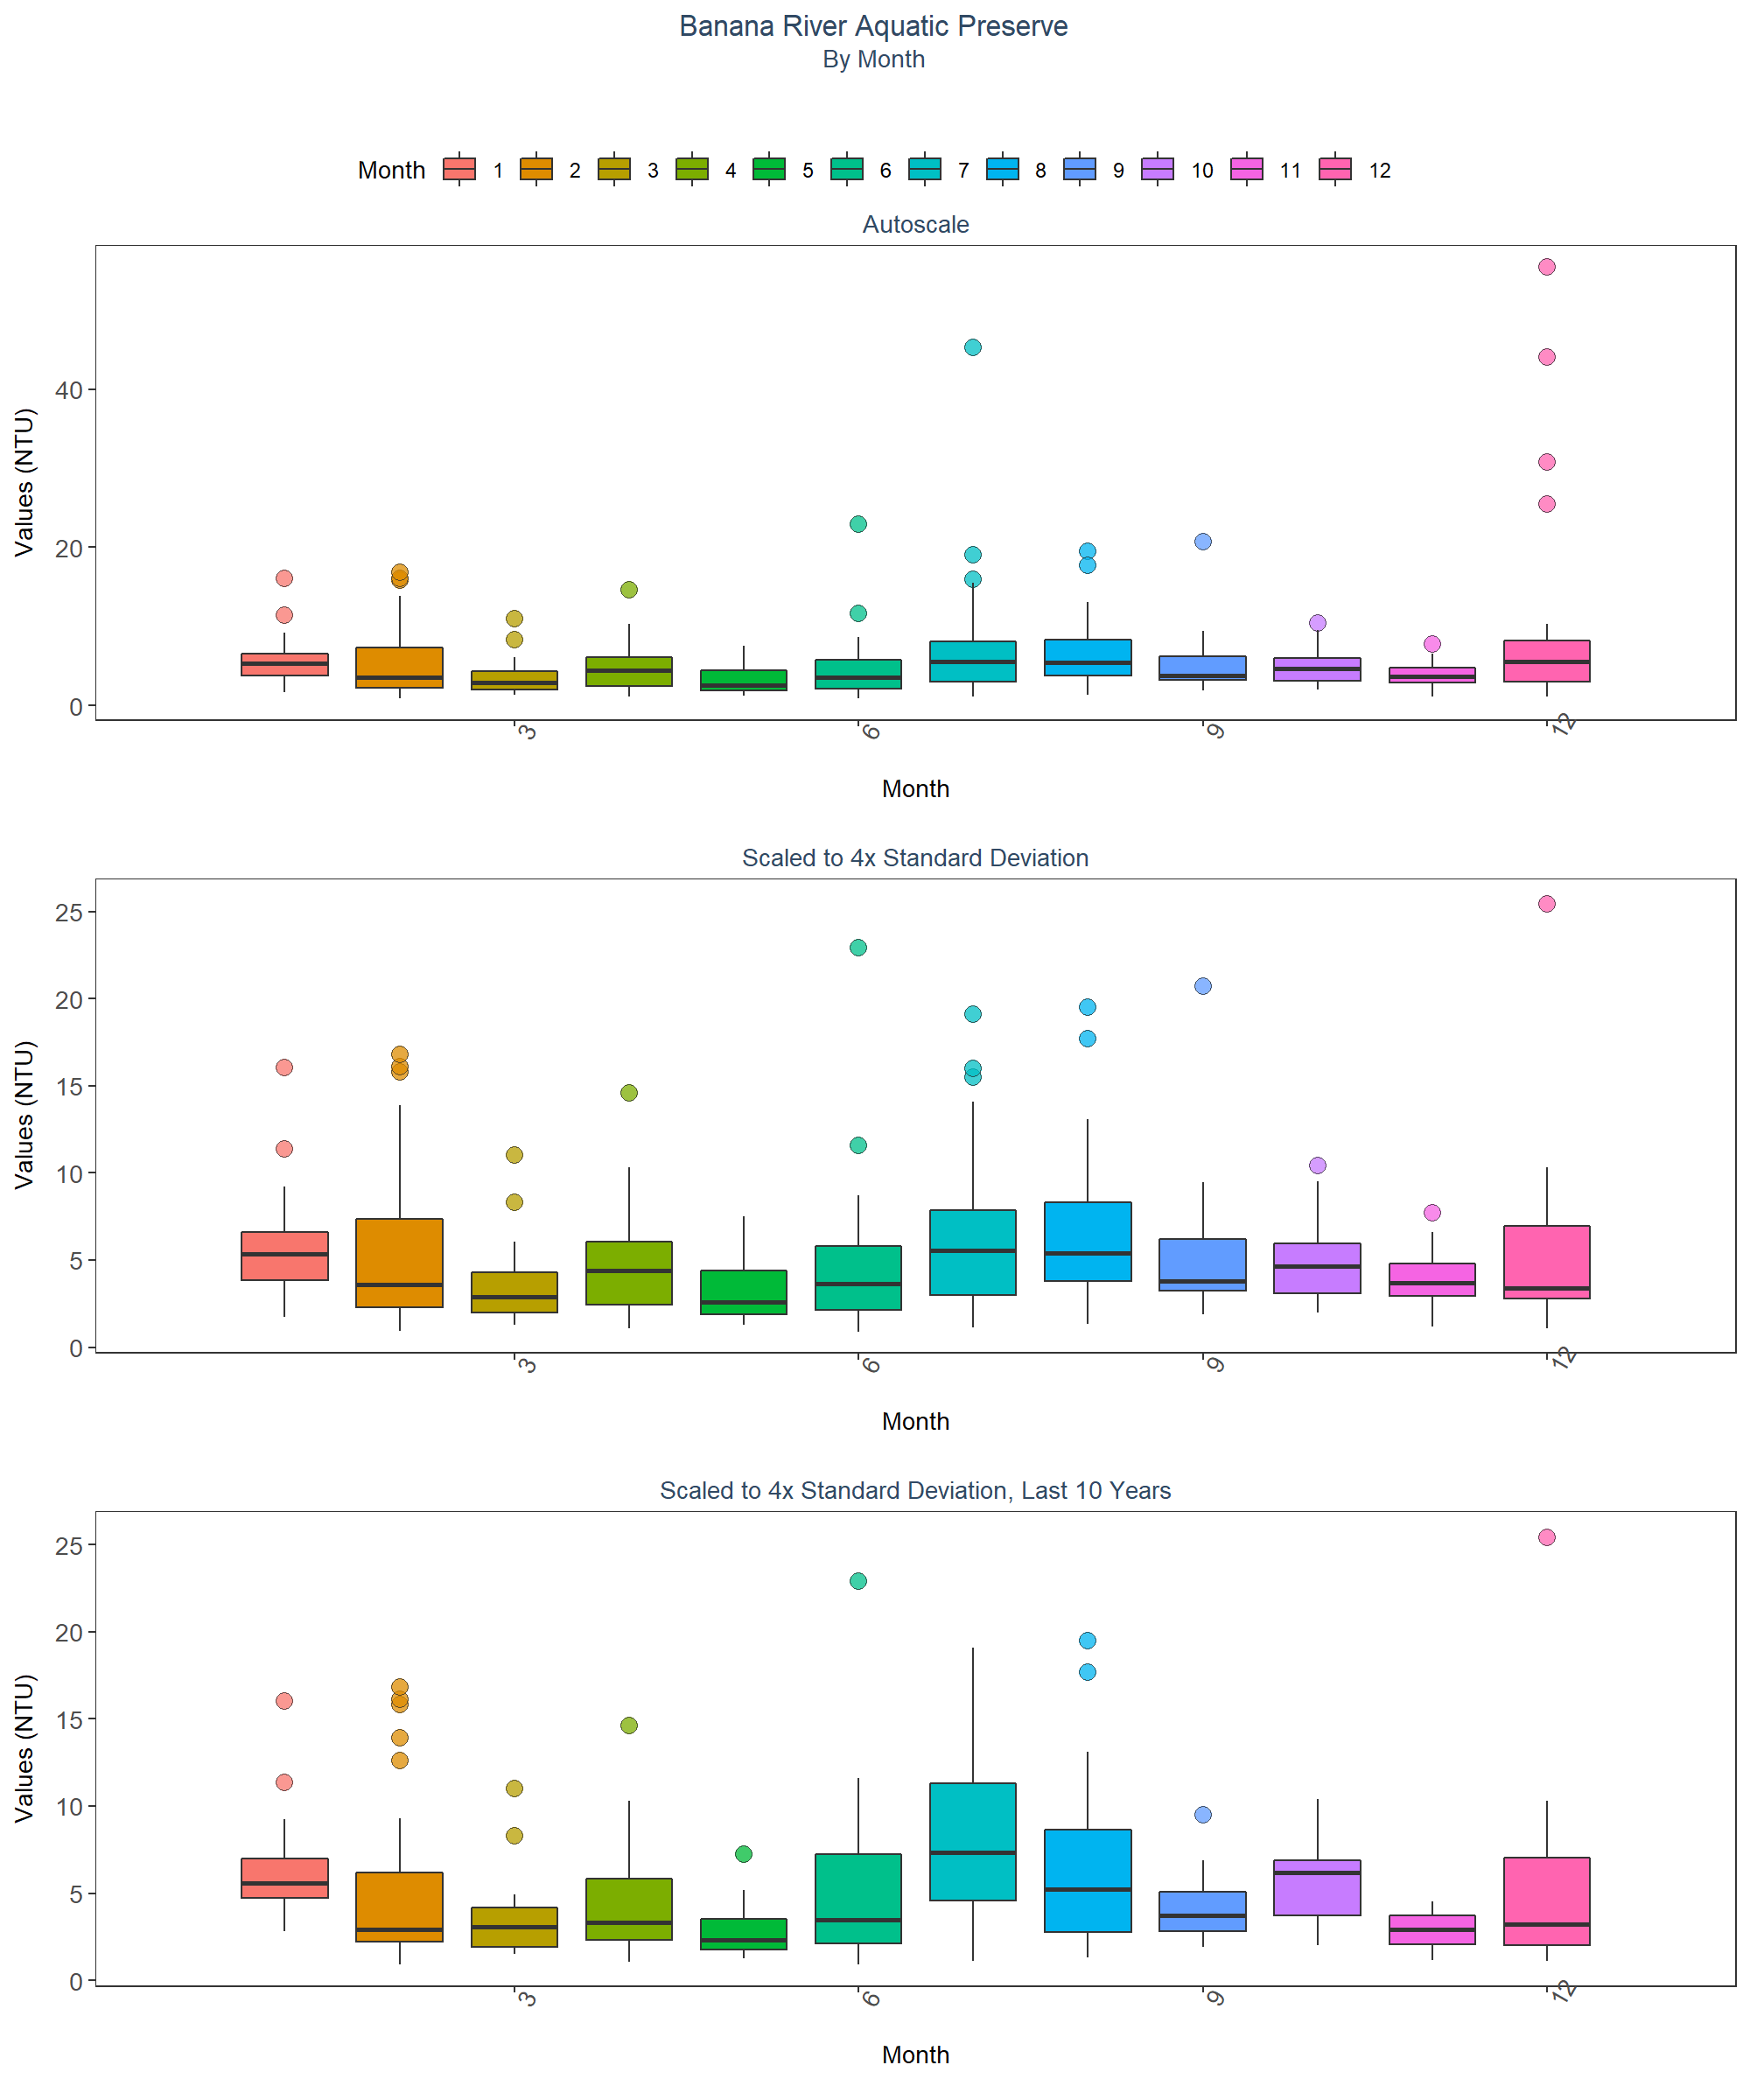 Banana River Aquatic Preserve
By Month
Month 1 2 3 4 5 6 7 8 9 10 11 12
Autoscale
Values (NTU)
40
20
0
3 6 9 12
Month
Scaled to 4x Standard Deviation
Values (NTU)
25
20
15
10
5
0
3 6 9 12
Month
Scaled to 4x Standard Deviation, Last 10 Years
Values (NTU)
25
20
15
10
5
0
3 6 9 12
Month